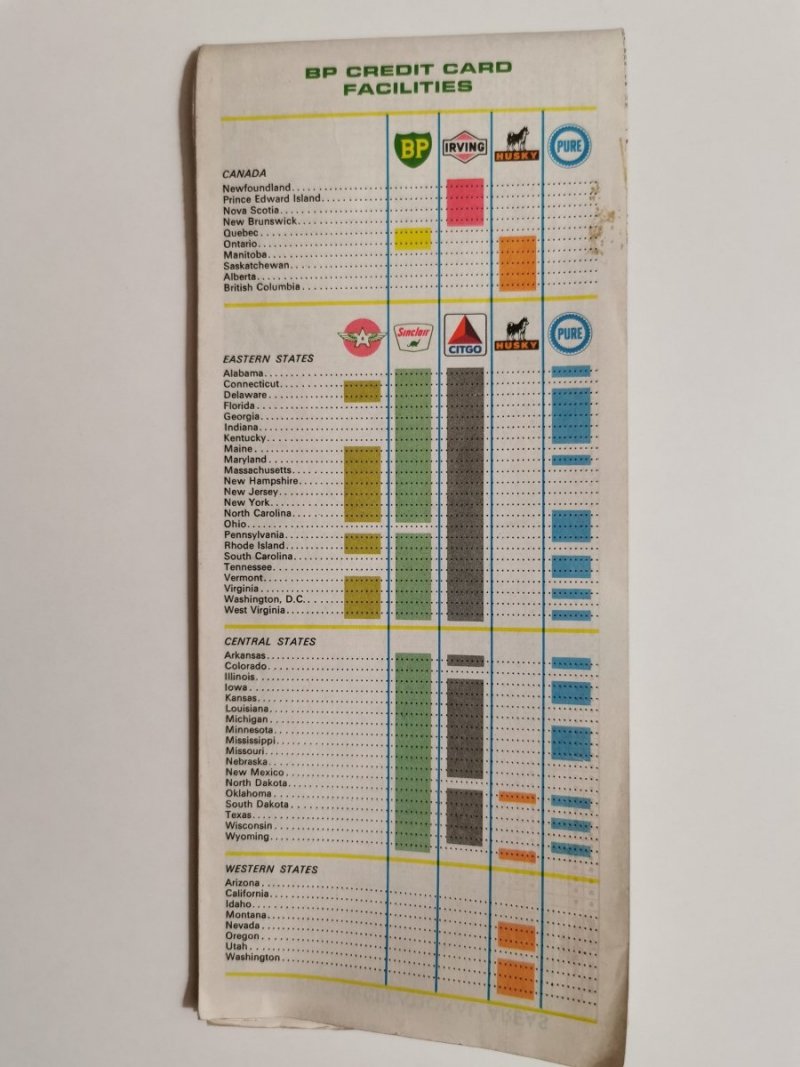 BP CREDIT CARD
FACILITIES
BP IRVING HUSKY PURE
CANADA
Newfoundland
Prince Edward Island
Nova Scotia
New Brunswick
Quebec
Ontario
Manitoba
Saskatchewan
Alberta
British Columbia
A Sinclair CITGO HUSKY PURE
EASTERN STATES
Alabama
Connecticut
Delaware
Florida
Georgia
Indiana
Kentucky
Maine
Maryland
Massachusetts
New Hampshire
New Jersey
New York
North Carolina
Ohio
Pennsylvania
Rhode Island
South Carolina
Tennessee
Vermont
Virginia
Washington, D.C.
West Virginia
CENTRAL STATES
Arkansas
Colorado
Illinois
Iowa
Kansas
Louisiana
Michigan
Minnesota
Mississippi
Missouri
Nebraska
New Mexico
North Dakota
Oklahoma
South Dakota
Texas
Wisconsin
Wyoming
WESTERN STATES
Arizona
California
Idaho
Montana
Nevada
Oregon
Utah
Washington